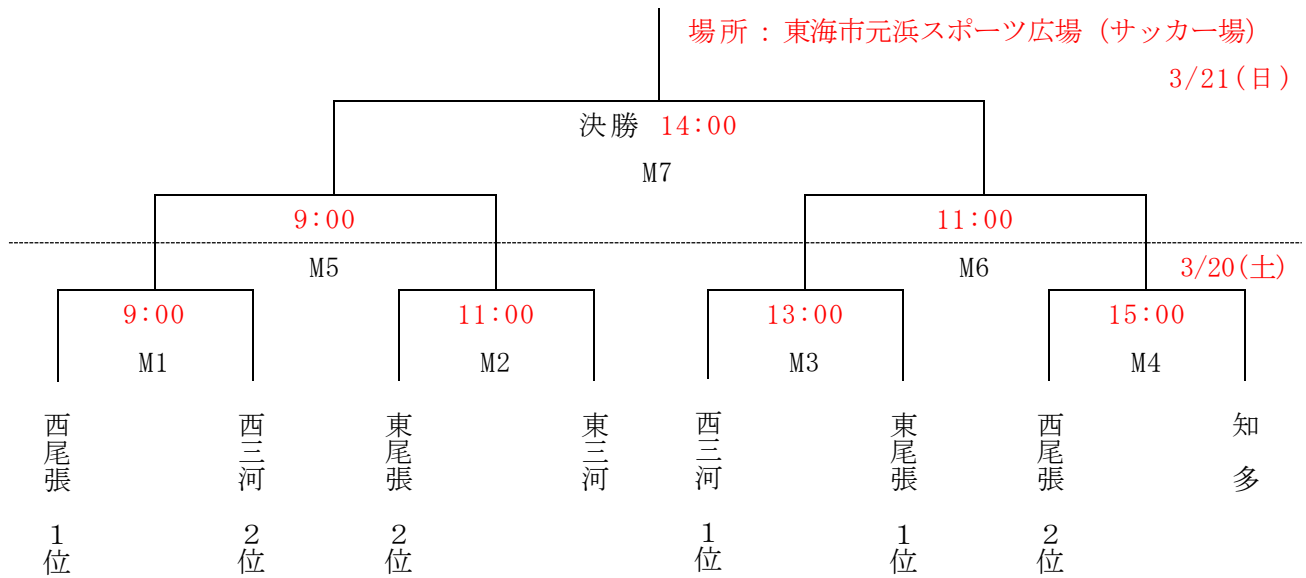 場所：東海市元浜スポーツ広場（サッカー場）
3/21(日)
決勝 14:00
M7
9:00
11:00
M5
M6
3/20(土)
9:00
11:00
13:00
15:00
M1
M2
M3
M4
西尾張 1位
西三河 2位
東尾張 2位
東三河
西三河 1位
東尾張 1位
西尾張 2位
知多